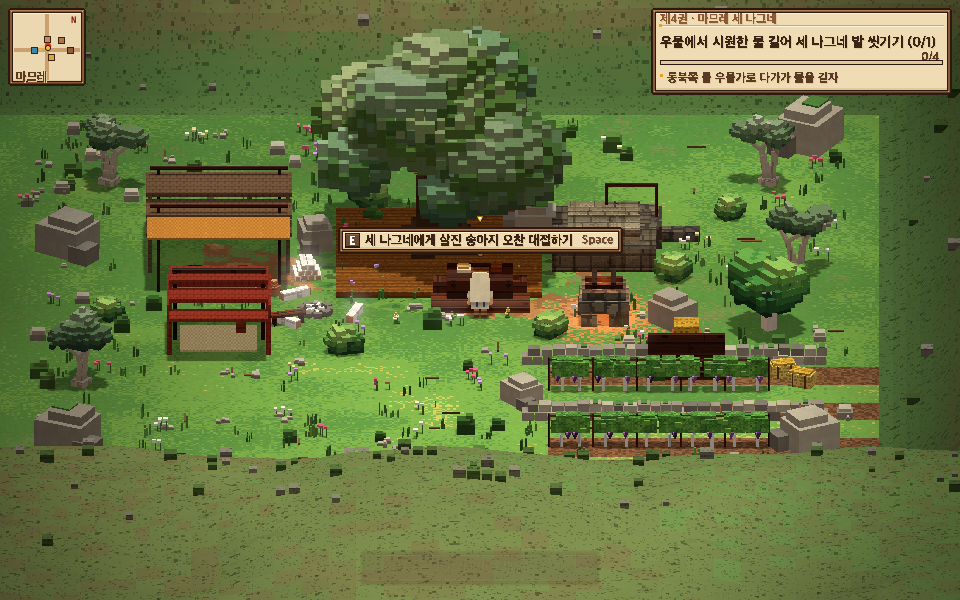 N
마므레
제4권 · 마므레 세 나그네
우물에서 시원한 물 길어 세 나그네 발 씻기기 (0/1)
0/4
동북쪽 돌 우물가로 다가가 물을 긷자
E 세 나그네에게 살진 송아지 오찬 대접하기 Space